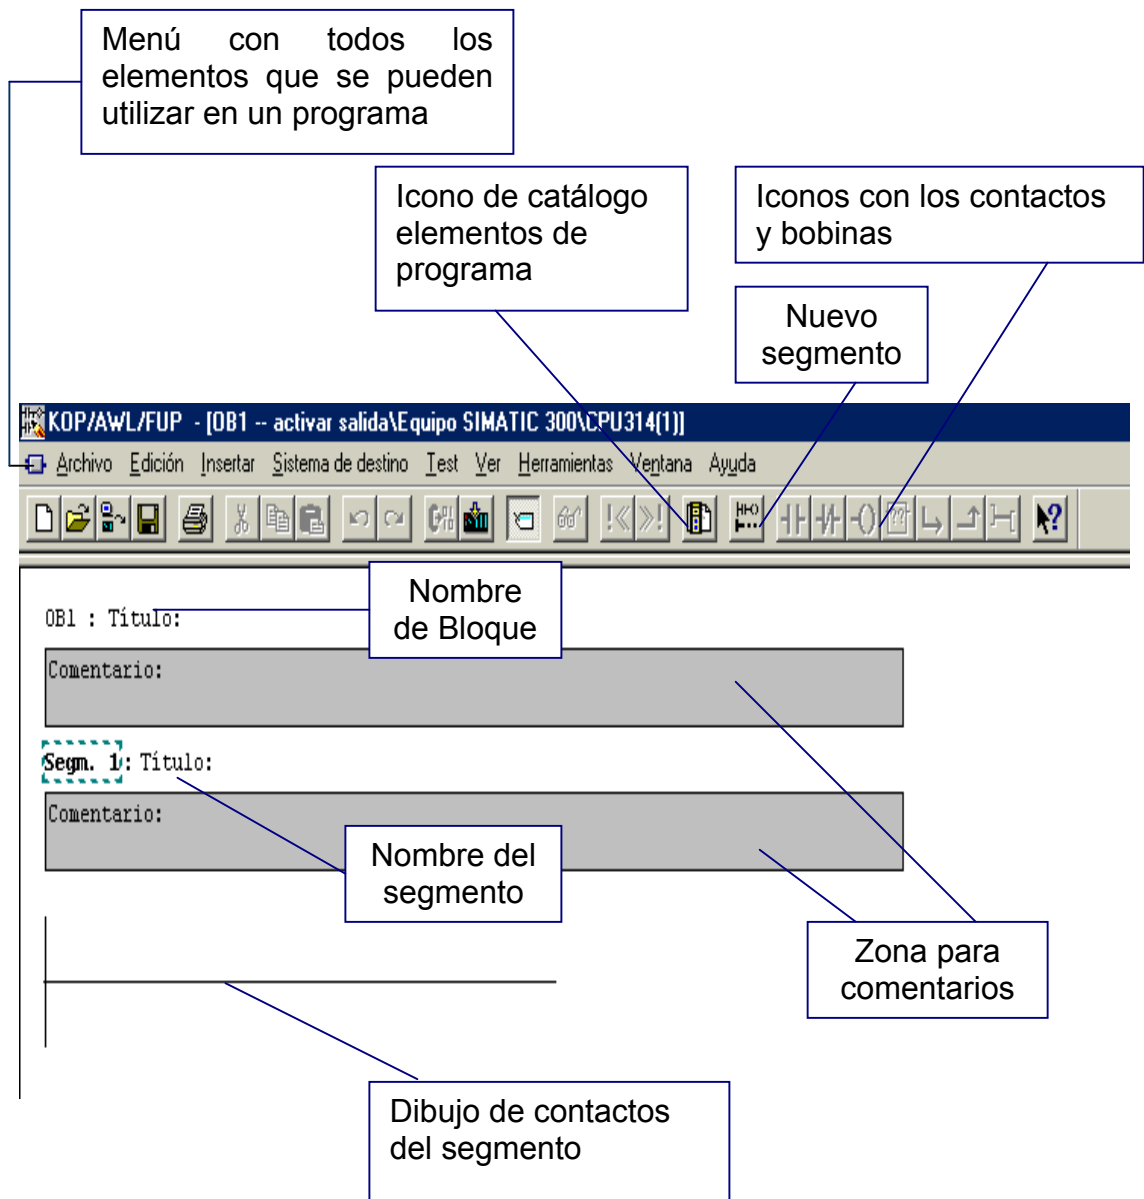 Menú con todos los
elementos que se pueden
utilizar en un programa
Icono de catálogo
elementos de
programa
Iconos con los contactos
y bobinas
Nuevo
segmento
KOP/AWL/FUP - [OB1 -- activar salida\Equipo SIMATIC 300\CPU314(1)]
Archivo Edición Insertar Sistema de destino Test Ver Herramientas Ventana Ayuda
Nombre
de Bloque
OB1 : Título:
Comentario:
Segm. 1: Título:
Comentario:
Nombre del
segmento
Zona para
comentarios
Dibujo de contactos
del segmento